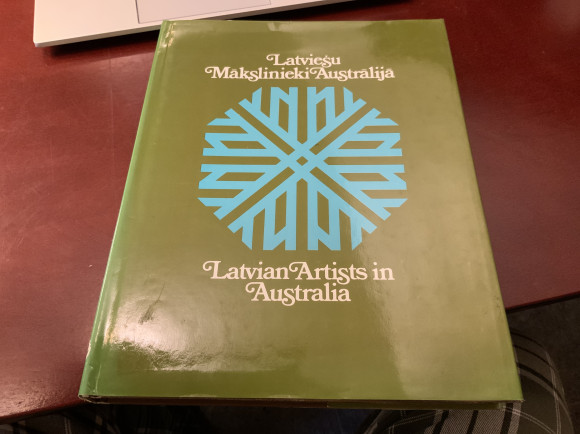 Latviešu
Mākslinieki Austrālijā
Latvian Artists in
Australia